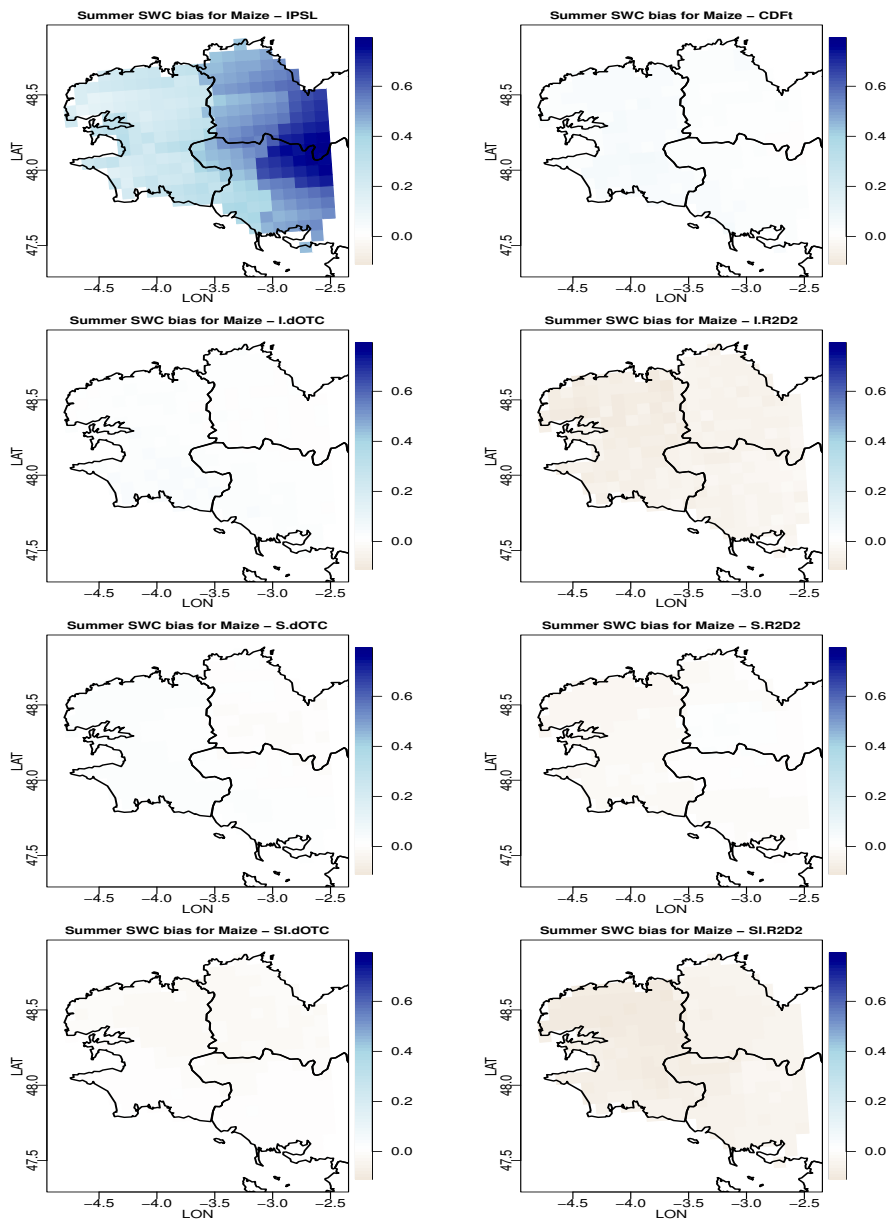 Summer SWC bias for Maize − IPSL
LAT
48.5
48.0
47.5
−4.5 −4.0 −3.5 −3.0 −2.5
LON
0.6
0.4
0.2
0.0
Summer SWC bias for Maize − CDFt
LAT
48.5
48.0
47.5
−4.5 −4.0 −3.5 −3.0 −2.5
LON
0.6
0.4
0.2
0.0
Summer SWC bias for Maize − I.dOTC
LAT
48.5
48.0
47.5
−4.5 −4.0 −3.5 −3.0 −2.5
LON
0.6
0.4
0.2
0.0
Summer SWC bias for Maize − I.R2D2
LAT
48.5
48.0
47.5
−4.5 −4.0 −3.5 −3.0 −2.5
LON
0.6
0.4
0.2
0.0
Summer SWC bias for Maize − S.dOTC
LAT
48.5
48.0
47.5
−4.5 −4.0 −3.5 −3.0 −2.5
LON
0.6
0.4
0.2
0.0
Summer SWC bias for Maize − S.R2D2
LAT
48.5
48.0
47.5
−4.5 −4.0 −3.5 −3.0 −2.5
LON
0.6
0.4
0.2
0.0
Summer SWC bias for Maize − SI.dOTC
LAT
48.5
48.0
47.5
−4.5 −4.0 −3.5 −3.0 −2.5
LON
0.6
0.4
0.2
0.0
Summer SWC bias for Maize − SI.R2D2
LAT
48.5
48.0
47.5
−4.5 −4.0 −3.5 −3.0 −2.5
LON
0.6
0.4
0.2
0.0